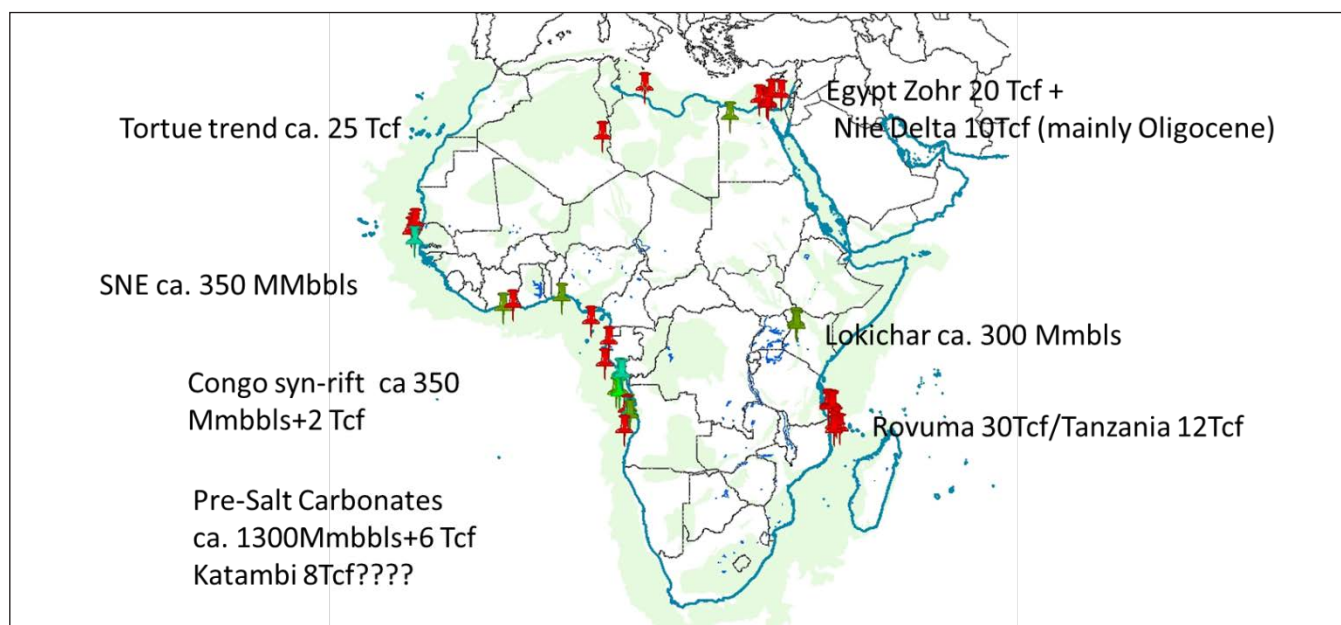 Tortue trend ca. 25 Tcf
Egypt Zohr 20 Tcf +
Nile Delta 10Tcf (mainly Oligocene)
SNE ca. 350 MMbbls
Lokichar ca. 300 Mmbls
Congo syn-rift  ca 350
Mmbbls+2 Tcf
Rovuma 30Tcf/Tanzania 12Tcf
Pre-Salt Carbonates
ca. 1300Mmbbls+6 Tcf
Katambi 8Tcf????